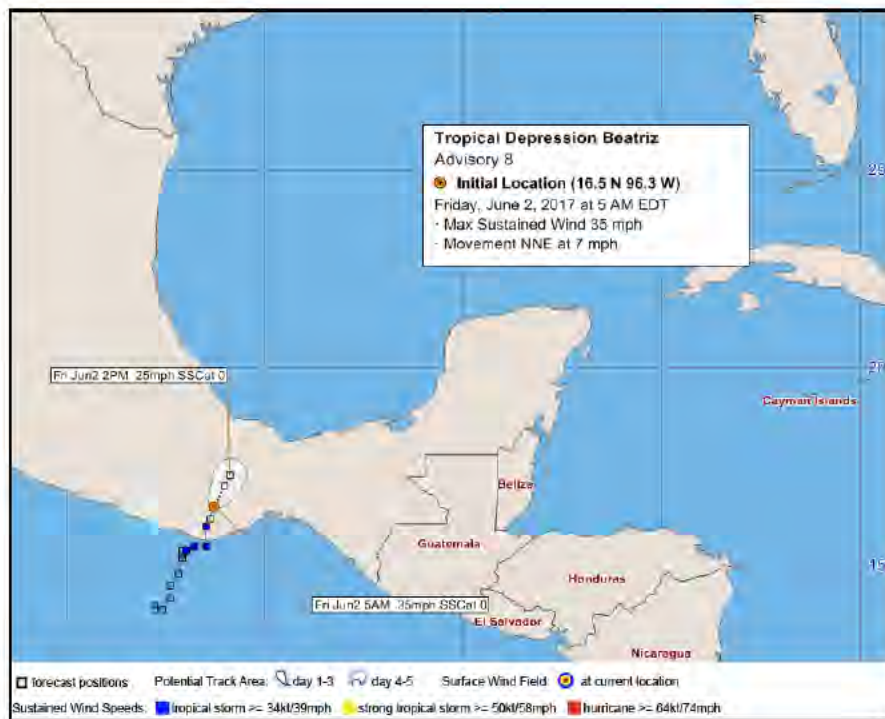 FL
Tropical Depression Beatriz
Advisory 8
Initial Location (16.5 N 96.3 W)
Friday, June 2, 2017 at 5 AM EDT
· Max Sustained Wind 35 mph
· Movement NNE at 7 mph
25
Fri Jun2 2PM 25mph SSCat 0
20
Cayman Islands
Belize
Guatemala
15
Honduras
Fri Jun2 5AM 35mph SSCat 0
El Salvador
Nicaragua
forecast positions Potential Track Area: day 1-3 day 4-5 Surface Wind Field: at current location
Sustained Wind Speeds: tropical storm >= 34kt/39mph strong tropical storm >= 50kt/58mph hurricane >= 64kt/74mph